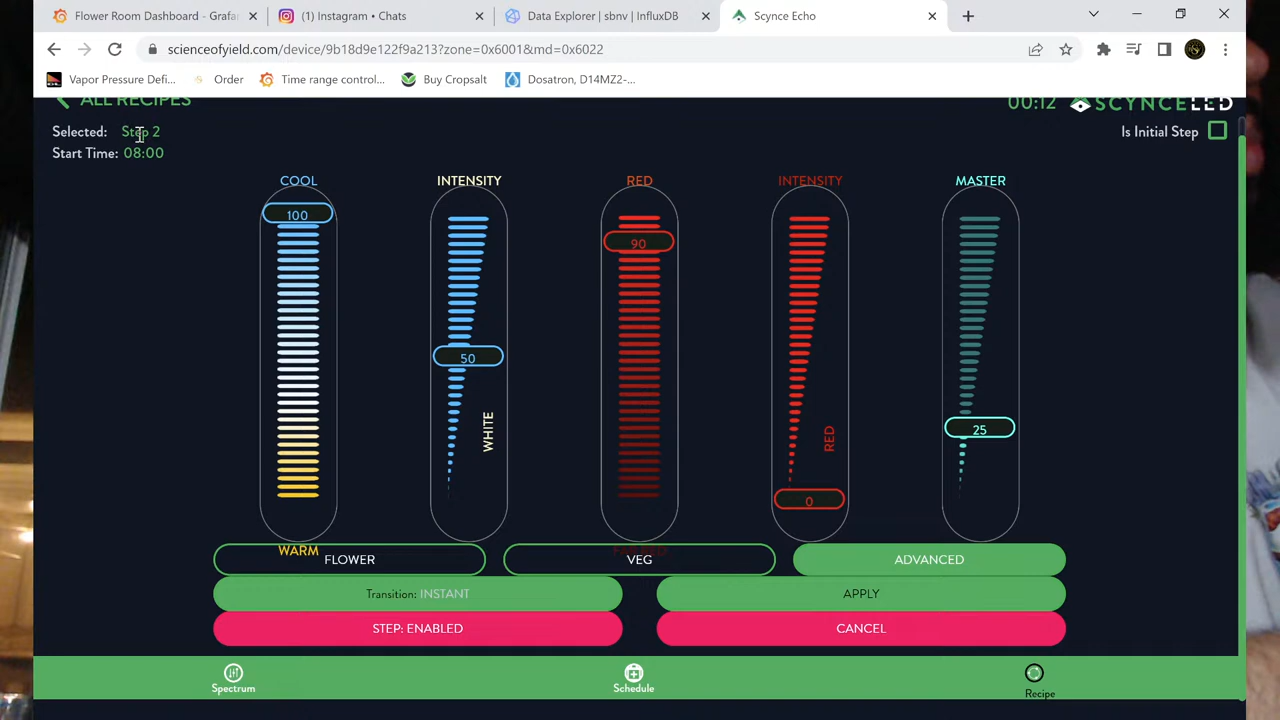 Flower Room Dashboard - Grafa
Instagram • Chats
Data Explorer | sbnv | InfluxDB
Scynce Echo
scienceofyield.com/device/9b18d9e122f9a213?zone=0x6001&md=0x6022
Vapor Pressure Defi...
Order
Time range control...
Buy Cropsalt
Dosatron, D14MZ2-...
ALL RECIPES
00:12
SCYNCELED
Selected: Step 2
Is Initial Step
Start Time: 08:00
COOL
INTENSITY
RED
INTENSITY
MASTER
100
90
50
WHITE
RED
25
0
WARM
FAR RED
FLOWER
VEG
ADVANCED
Transition: INSTANT
APPLY
STEP: ENABLED
CANCEL
Spectrum
Schedule
Recipe